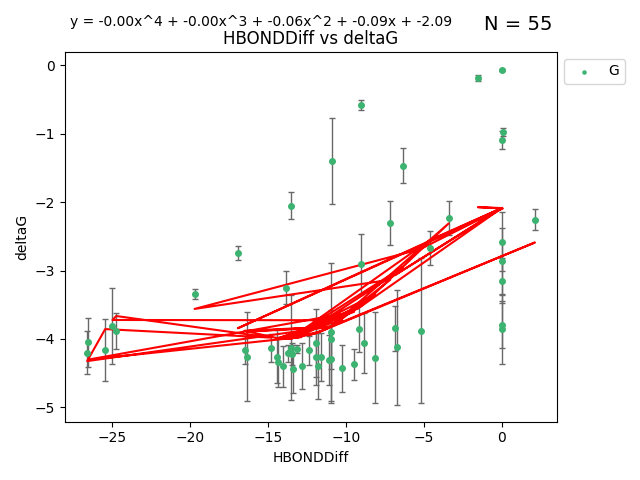 y = -0.00x^4 + -0.00x^3 + -0.06x^2 + -0.09x + -2.09
N = 55
HBONDDiff vs deltaG
G
0
−1
−2
−3
−4
−5
deltaG
−25
−20
−15
−10
−5
0
HBONDDiff